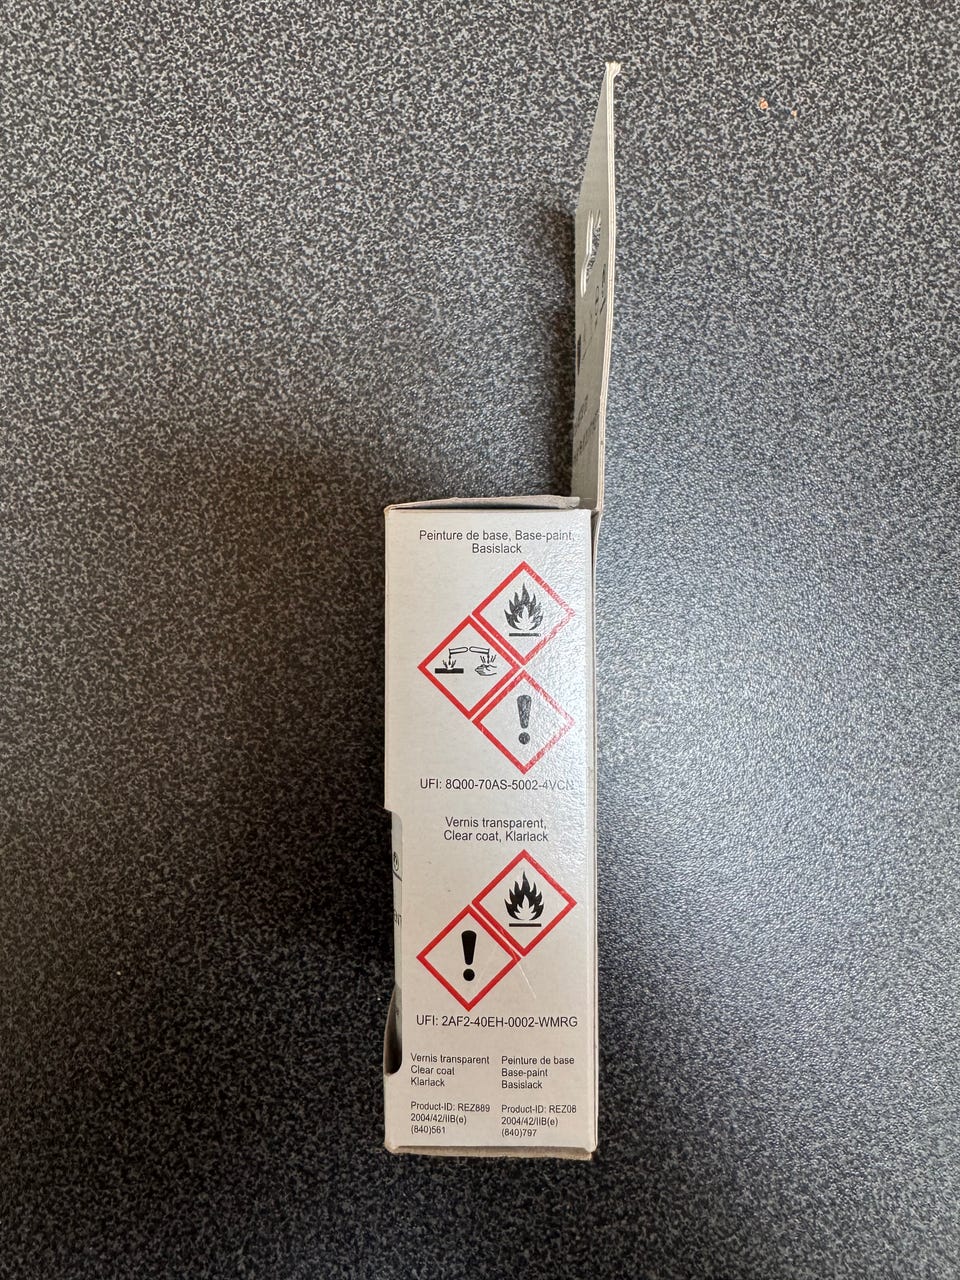 Peinture de base, Base-paint,
Basislack
UFI: 8Q00-70AS-5002-4VCN
Vernis transparent,
Clear coat, Klarlack
UFI: 2AF2-40EH-0002-WMRG
Vernis transparent
Clear coat
Klarlack
Product-ID: REZ889
2004/42/IIB(e)
(840)561
Peinture de base
Base-paint
Basislack
Product-ID: REZ08
2004/42/IIB(e)
(840)797